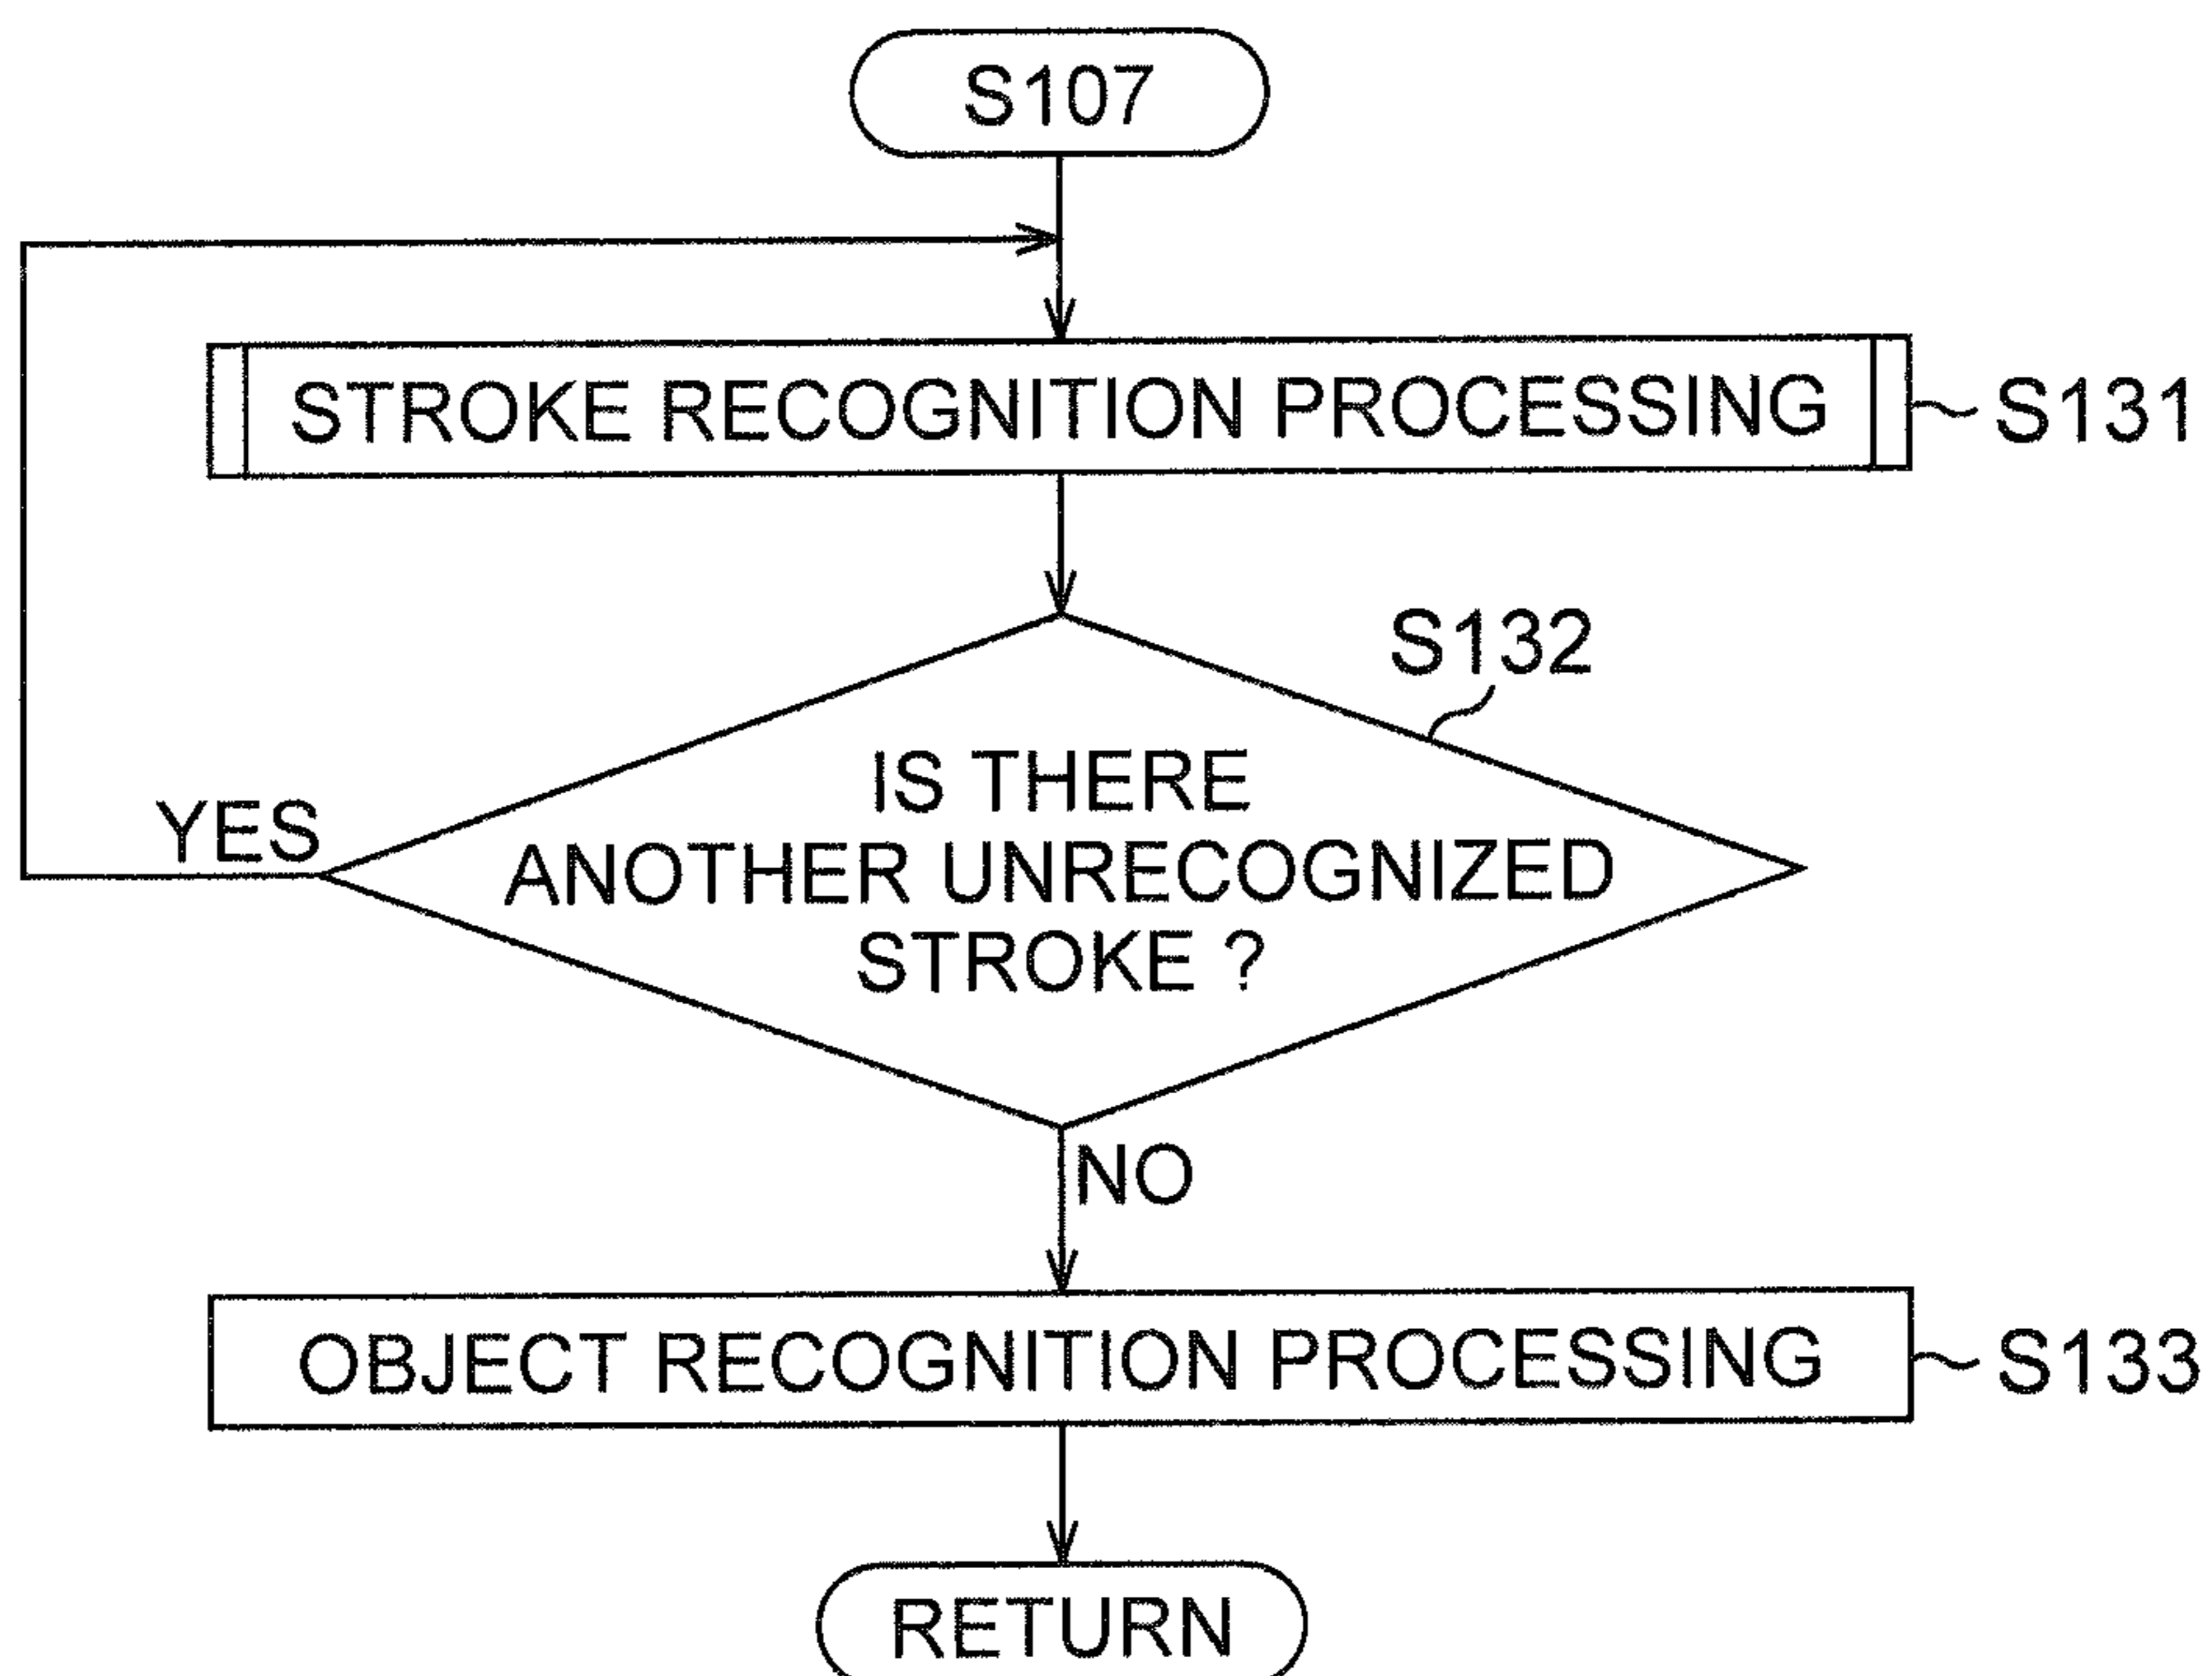 S107
STROKE RECOGNITION PROCESSING
S131
S132
IS THERE
ANOTHER UNRECOGNIZED
STROKE ?
YES
NO
OBJECT RECOGNITION PROCESSING
S133
RETURN